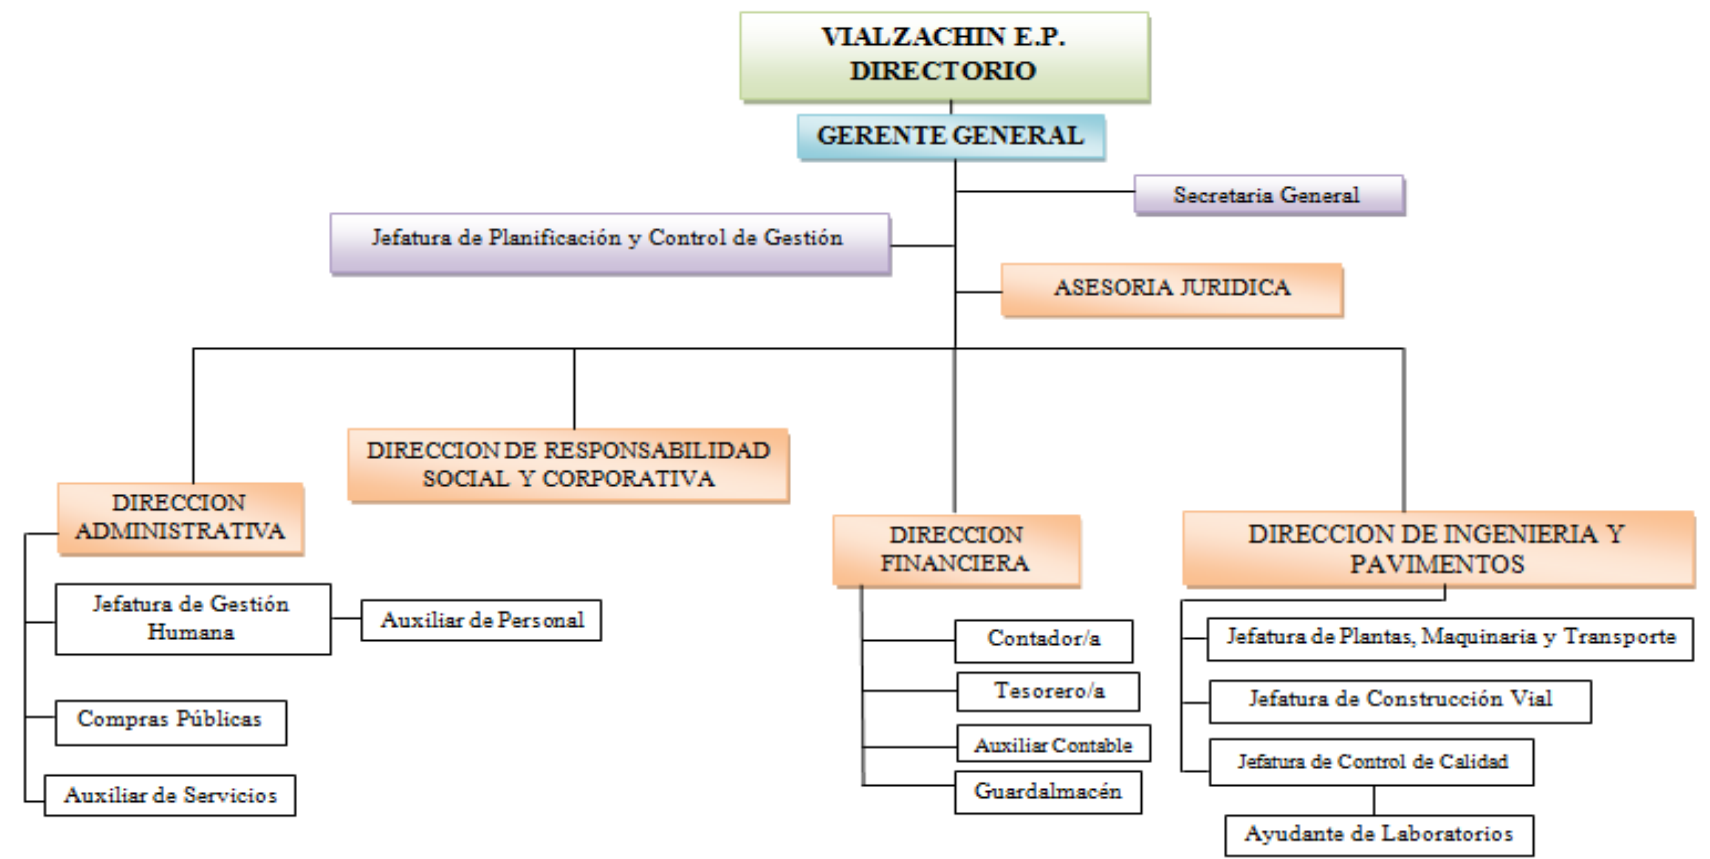 VIALZACHIN E.P.
DIRECTORIO
GERENTE GENERAL
Secretaria General
Jefatura de Planificación y Control de Gestión
ASESORIA JURIDICA
DIRECCION DE RESPONSABILIDAD
SOCIAL Y CORPORATIVA
DIRECCION
ADMINISTRATIVA
Jefatura de Gestión
Humana
Auxiliar de Personal
Compras Públicas
Auxiliar de Servicios
DIRECCION
FINANCIERA
Contador/a
Tesorero/a
Auxiliar Contable
Guardalmacén
DIRECCION DE INGENIERIA Y
PAVIMENTOS
Jefatura de Plantas, Maquinaria y Transporte
Jefatura de Construcción Vial
Jefatura de Control de Calidad
Ayudante de Laboratorios